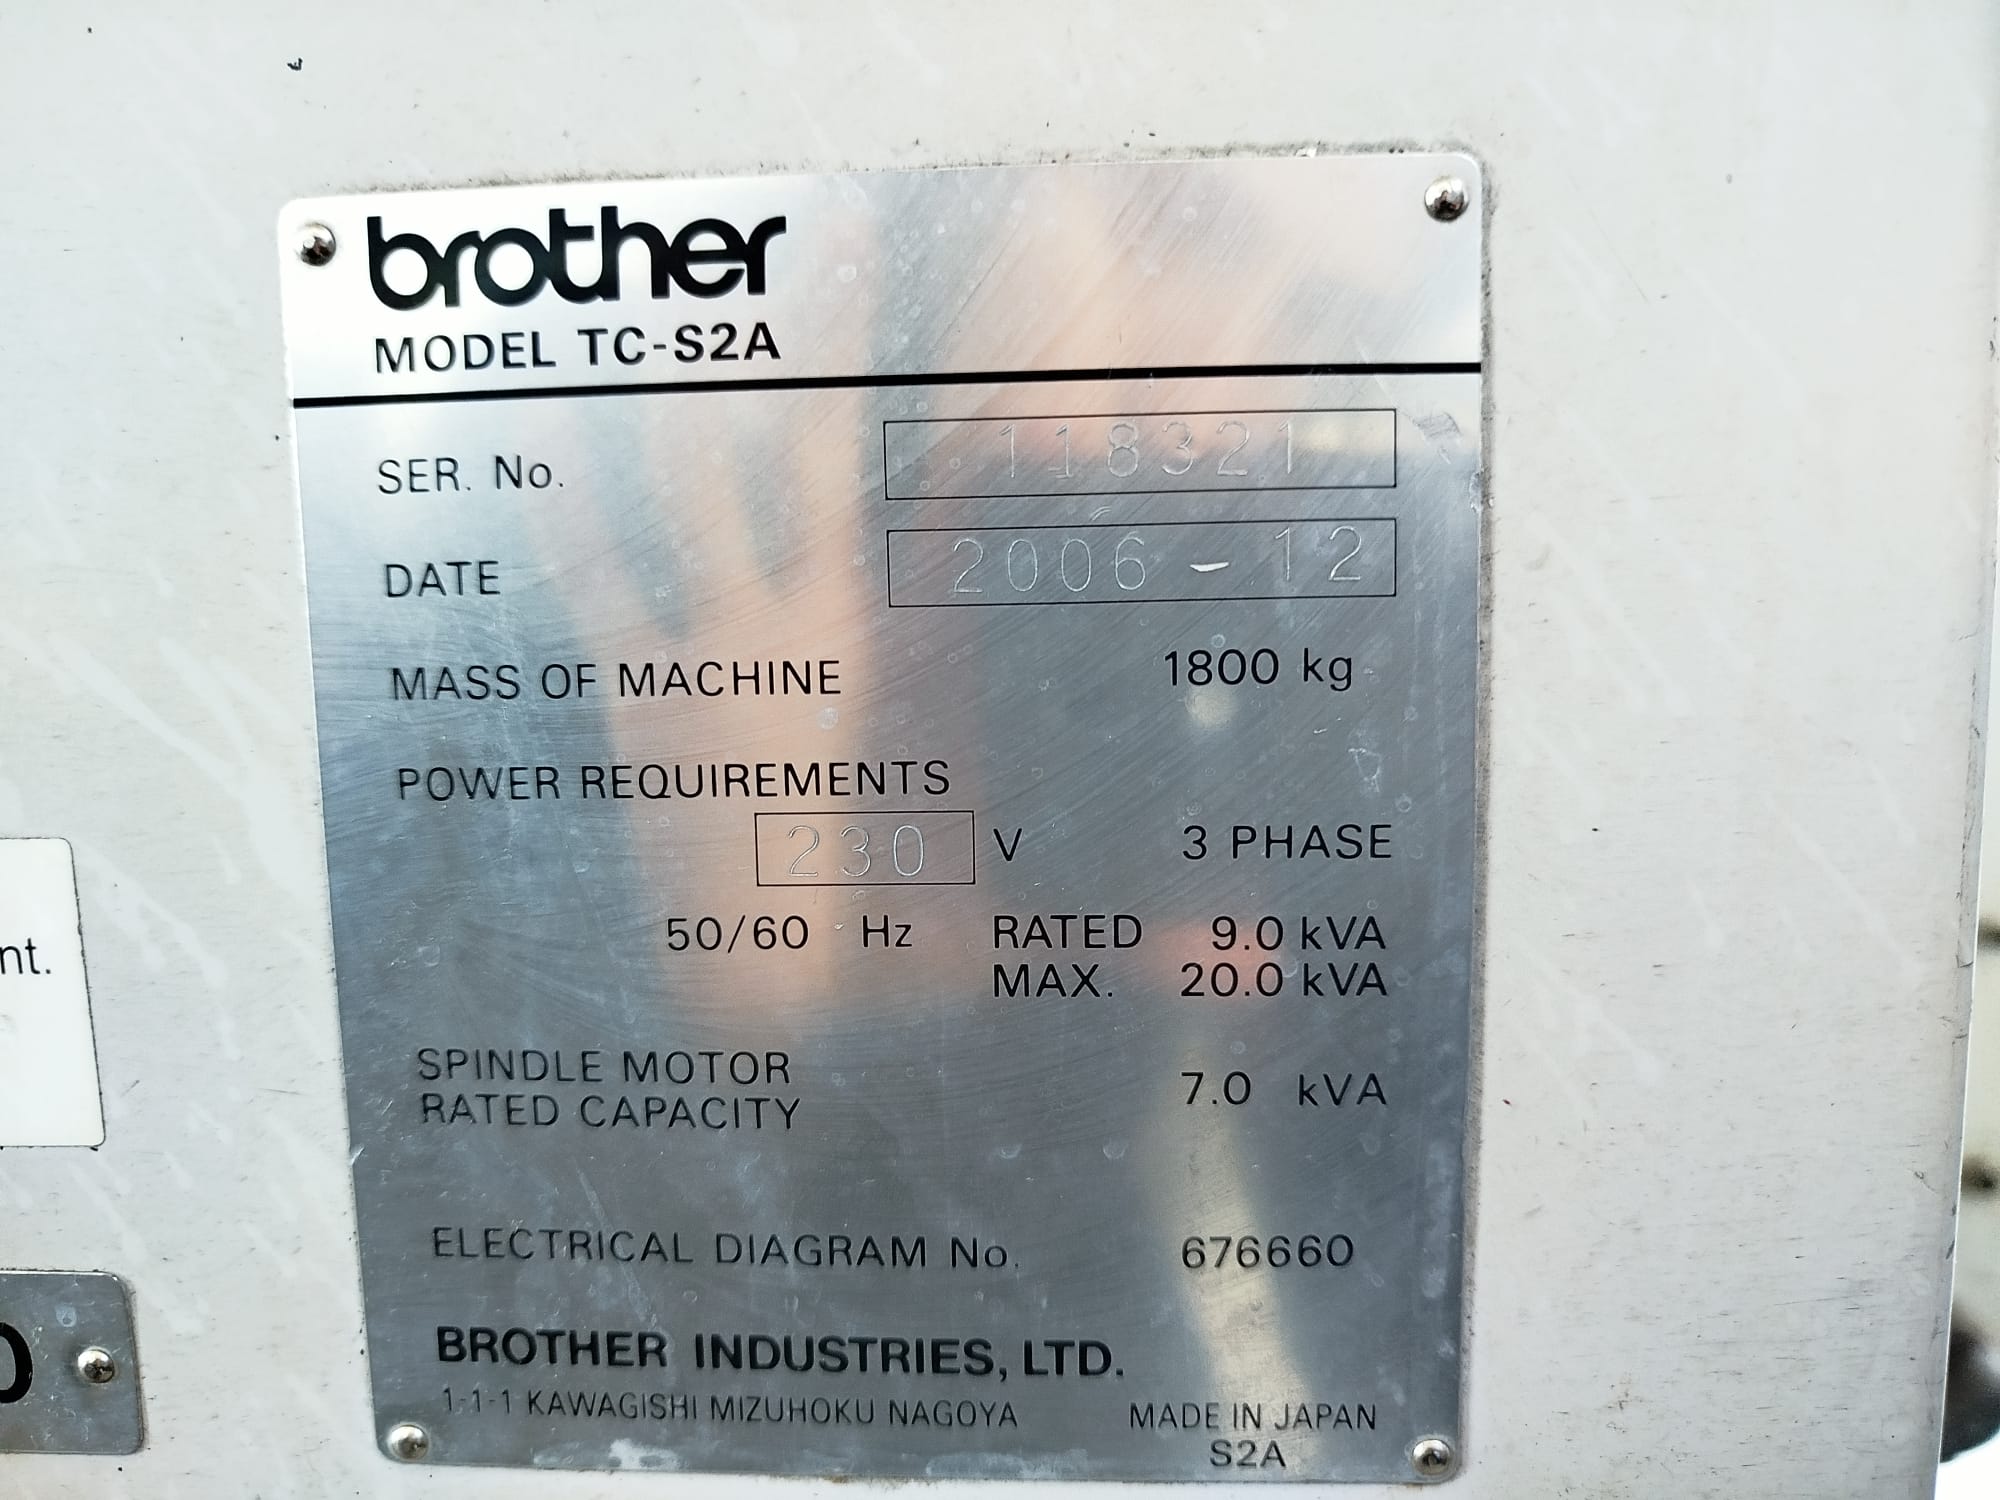 brother
MODEL TC-S2A
SER. No. 118321
DATE 2006-12
MASS OF MACHINE 1800 kg
POWER REQUIREMENTS
230 V 3 PHASE
50/60 Hz RATED 9.0 kVA
MAX. 20.0 kVA
SPINDLE MOTOR
RATED CAPACITY 7.0 kVA
ELECTRICAL DIAGRAM No. 676660
BROTHER INDUSTRIES, LTD.
1-1-1 KAWAGISHI MIZUHOKU NAGOYA MADE IN JAPAN
S2A
nt.